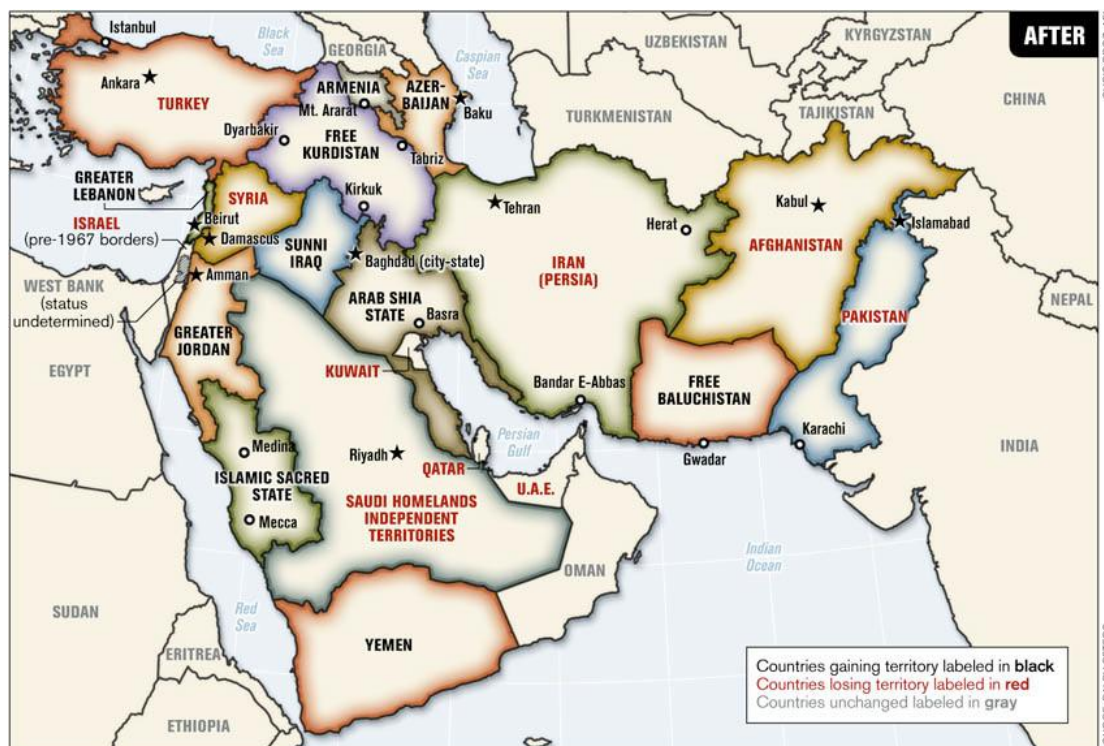 AFTER
Istanbul
Black
Sea
GEORGIA
Caspian
Sea
UZBEKISTAN
KYRGYZSTAN
Ankara
TURKEY
ARMENIA
AZER-
BAIJAN
Mt. Ararat
Baku
TURKMENISTAN
TAJIKISTAN
CHINA
Dyarbakir
FREE
KURDISTAN
Tabriz
GREATER
LEBANON
SYRIA
Kirkuk
Tehran
Herat
Kabul
Islamabad
ISRAEL
(pre-1967 borders)
Beirut
Damascus
SUNNI
IRAQ
Baghdad (city-state)
IRAN
(PERSIA)
AFGHANISTAN
WEST BANK
(status
undetermined)
Amman
ARAB SHIA
STATE
Basra
PAKISTAN
NEPAL
GREATER
JORDAN
KUWAIT
EGYPT
Bandar E-Abbas
FREE
BALUCHISTAN
Karachi
INDIA
Medina
Riyadh
Persian
Gulf
Gwadar
ISLAMIC SACRED
STATE
QATAR
U.A.E.
Mecca
SAUDI HOMELANDS
INDEPENDENT
TERRITORIES
Indian
Ocean
OMAN
SUDAN
Red
Sea
YEMEN
ERITREA
ETHIOPIA
Countries gaining territory labeled in black
Countries losing territory labeled in red
Countries unchanged labeled in gray